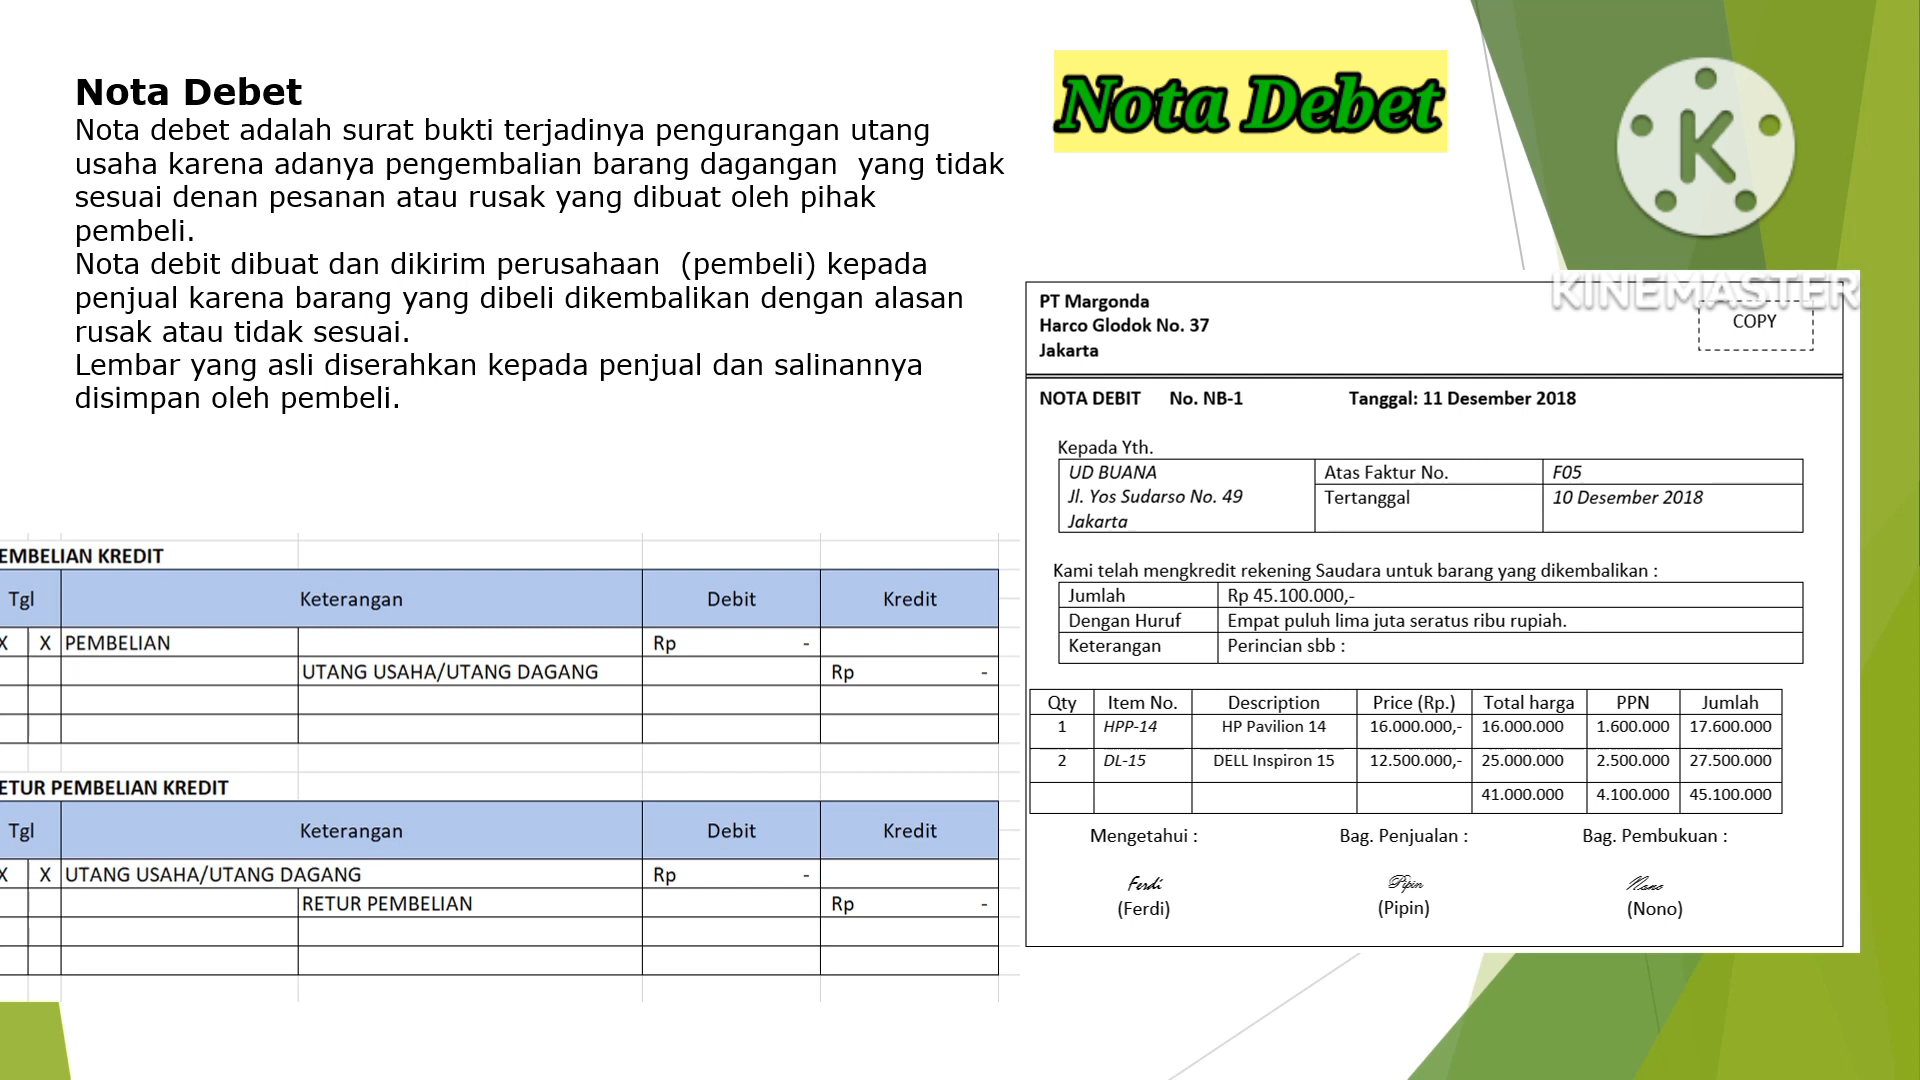 Nota Debet
Nota debet adalah surat bukti terjadinya pengurangan utang
usaha karena adanya pengembalian barang dagangan  yang tidak
sesuai denan pesanan atau rusak yang dibuat oleh pihak
pembeli.
Nota debit dibuat dan dikirim perusahaan  (pembeli) kepada
penjual karena barang yang dibeli dikembalikan dengan alasan
rusak atau tidak sesuai.
Lembar yang asli diserahkan kepada penjual dan salinannya
disimpan oleh pembeli.
Nota Debet
K
KINEMASTER
EMBELIAN KREDIT
Tgl Keterangan Debit Kredit
X X PEMBELIAN Rp -
UTANG USAHA/UTANG DAGANG Rp -
ETUR PEMBELIAN KREDIT
Tgl Keterangan Debit Kredit
X X UTANG USAHA/UTANG DAGANG Rp -
RETUR PEMBELIAN Rp -
PT Margonda
Harco Glodok No. 37
Jakarta
COPY
NOTA DEBIT No. NB-1 Tanggal: 11 Desember 2018
Kepada Yth.
UD BUANA Atas Faktur No. F05
Jl. Yos Sudarso No. 49 Tertanggal 10 Desember 2018
Jakarta
Kami telah mengkredit rekening Saudara untuk barang yang dikembalikan :
Jumlah Rp 45.100.000,-
Dengan Huruf Empat puluh lima juta seratus ribu rupiah.
Keterangan Perincian sbb :
Qty Item No. Description Price (Rp.) Total harga PPN Jumlah
1 HPP-14 HP Pavilion 14 16.000.000,- 16.000.000 1.600.000 17.600.000
2 DL-15 DELL Inspiron 15 12.500.000,- 25.000.000 2.500.000 27.500.000
41.000.000 4.100.000 45.100.000
Mengetahui : Bag. Penjualan : Bag. Pembukuan :
Ferdi Pipin Nono
(Ferdi) (Pipin) (Nono)